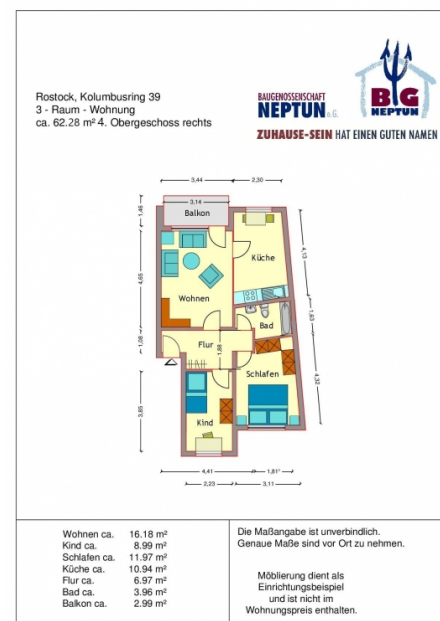 Rostock, Kolumbusring 39
3 - Raum - Wohnung
ca. 62.28 m² 4. Obergeschoss rechts
BAUGENOSSENSCHAFT
NEPTUN e.G.
BG
NEPTUN
ZUHAUSE-SEIN HAT EINEN GUTEN NAMEN
3,44
2,30
3,14
1,46
Balkon
Küche
4,13
4,65
Wohnen
1,63
Bad
1,08
Flur
1,88
Schlafen
4,32
3,85
Kind
4,41
1,81⁵
2,23
3,11
Wohnen ca. 16.18 m²
Kind ca. 8.99 m²
Schlafen ca. 11.97 m²
Küche ca. 10.94 m²
Flur ca. 6.97 m²
Bad ca. 3.96 m²
Balkon ca. 2.99 m²
Die Maßangabe ist unverbindlich.
Genaue Maße sind vor Ort zu nehmen.
Möblierung dient als
Einrichtungsbeispiel
und ist nicht im
Wohnungspreis enthalten.